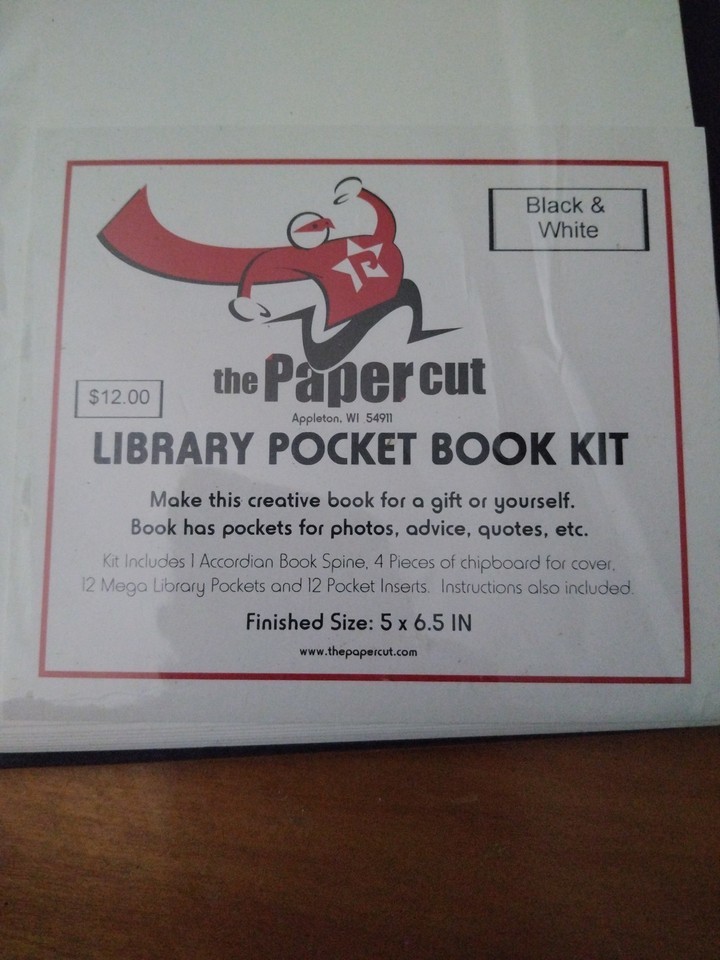 Black &
White
the Papercut
$12.00
Appleton, WI 54911
LIBRARY POCKET BOOK KIT
Make this creative book for a gift or yourself.
Book has pockets for photos, advice, quotes, etc.
Kit Includes 1 Accordian Book Spine, 4 Pieces of chipboard for cover,
12 Mega Library Pockets and 12 Pocket Inserts. Instructions also included.
Finished Size: 5 x 6.5 IN
www.thepapercut.com